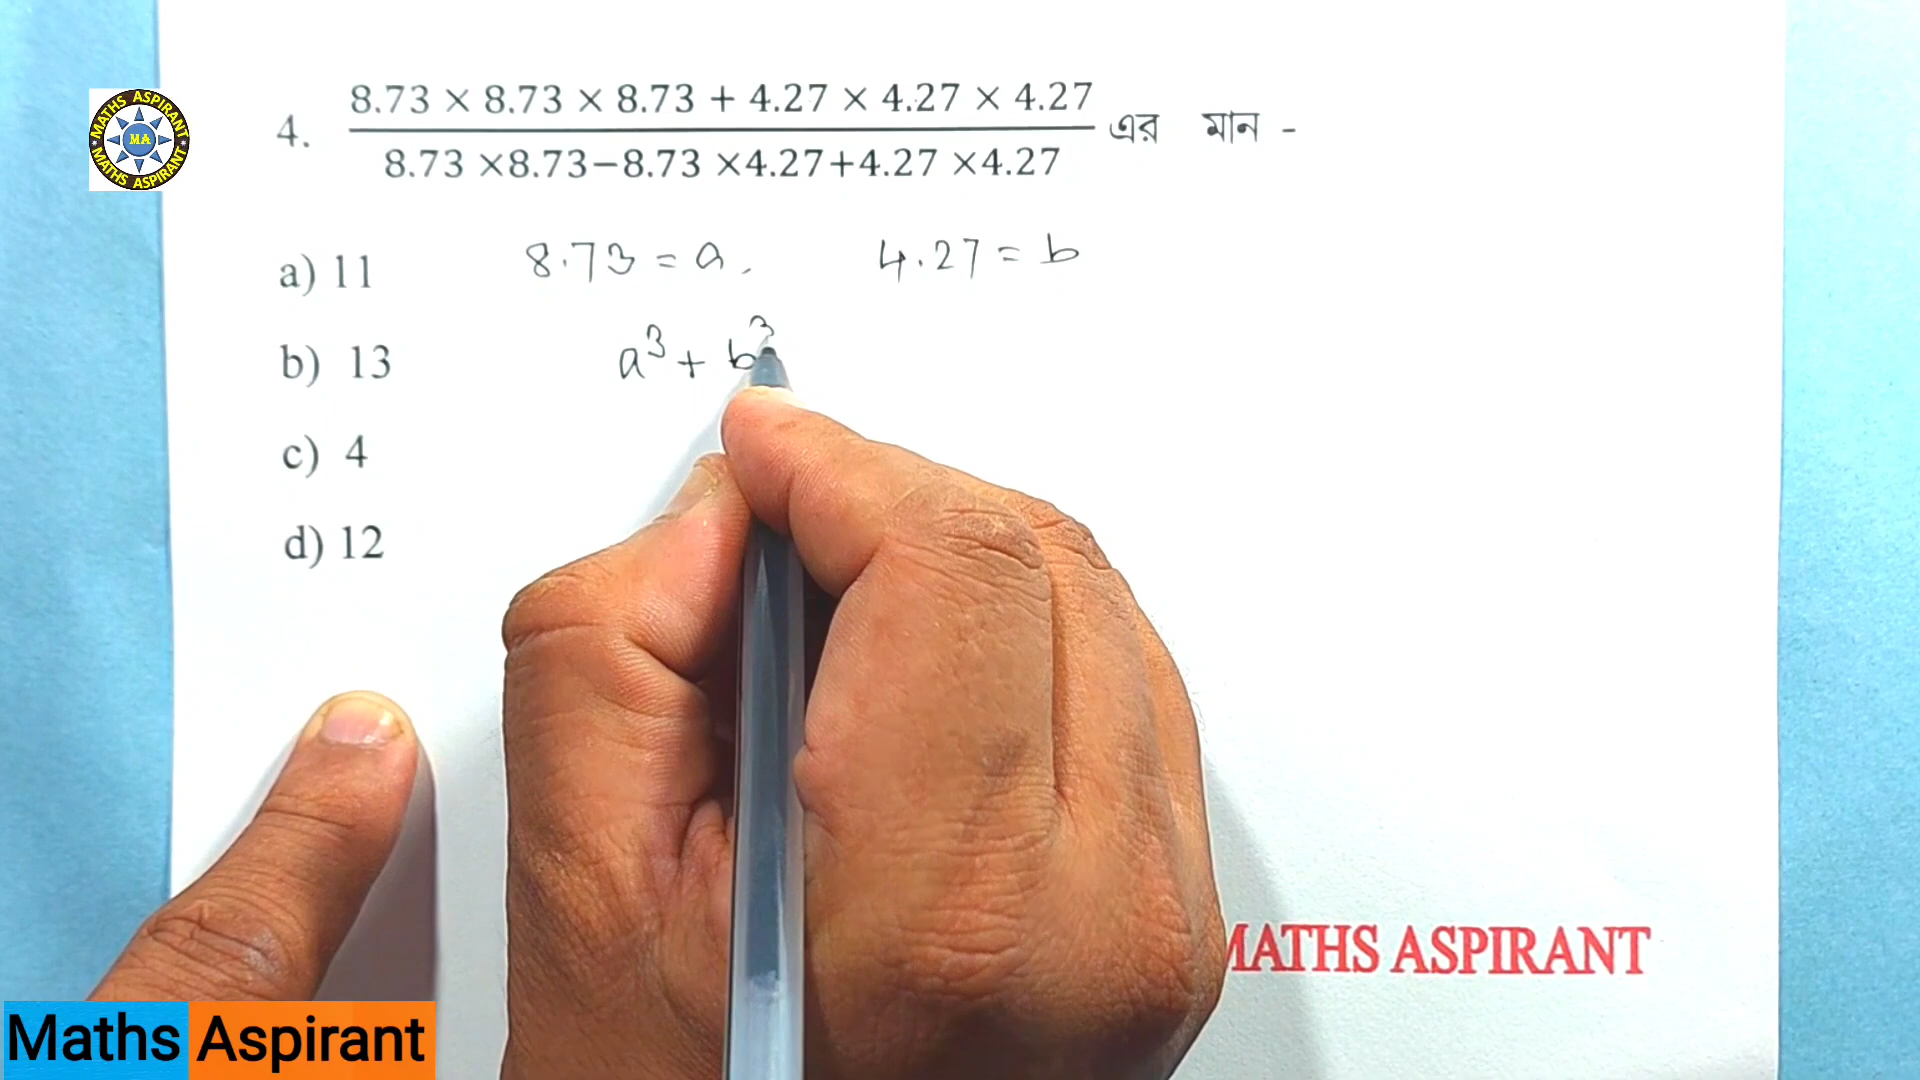 MATHS ASPIRANT
MA
MATHS ASPIRANT
4. 8.73 × 8.73 × 8.73 + 4.27 × 4.27 × 4.27
8.73 ×8.73−8.73 ×4.27+4.27 ×4.27
এর মান -
a) 11
8.73 = a,
4.27 = b
b) 13
a³ + b³
c) 4
d) 12
MATHS ASPIRANT
Maths Aspirant